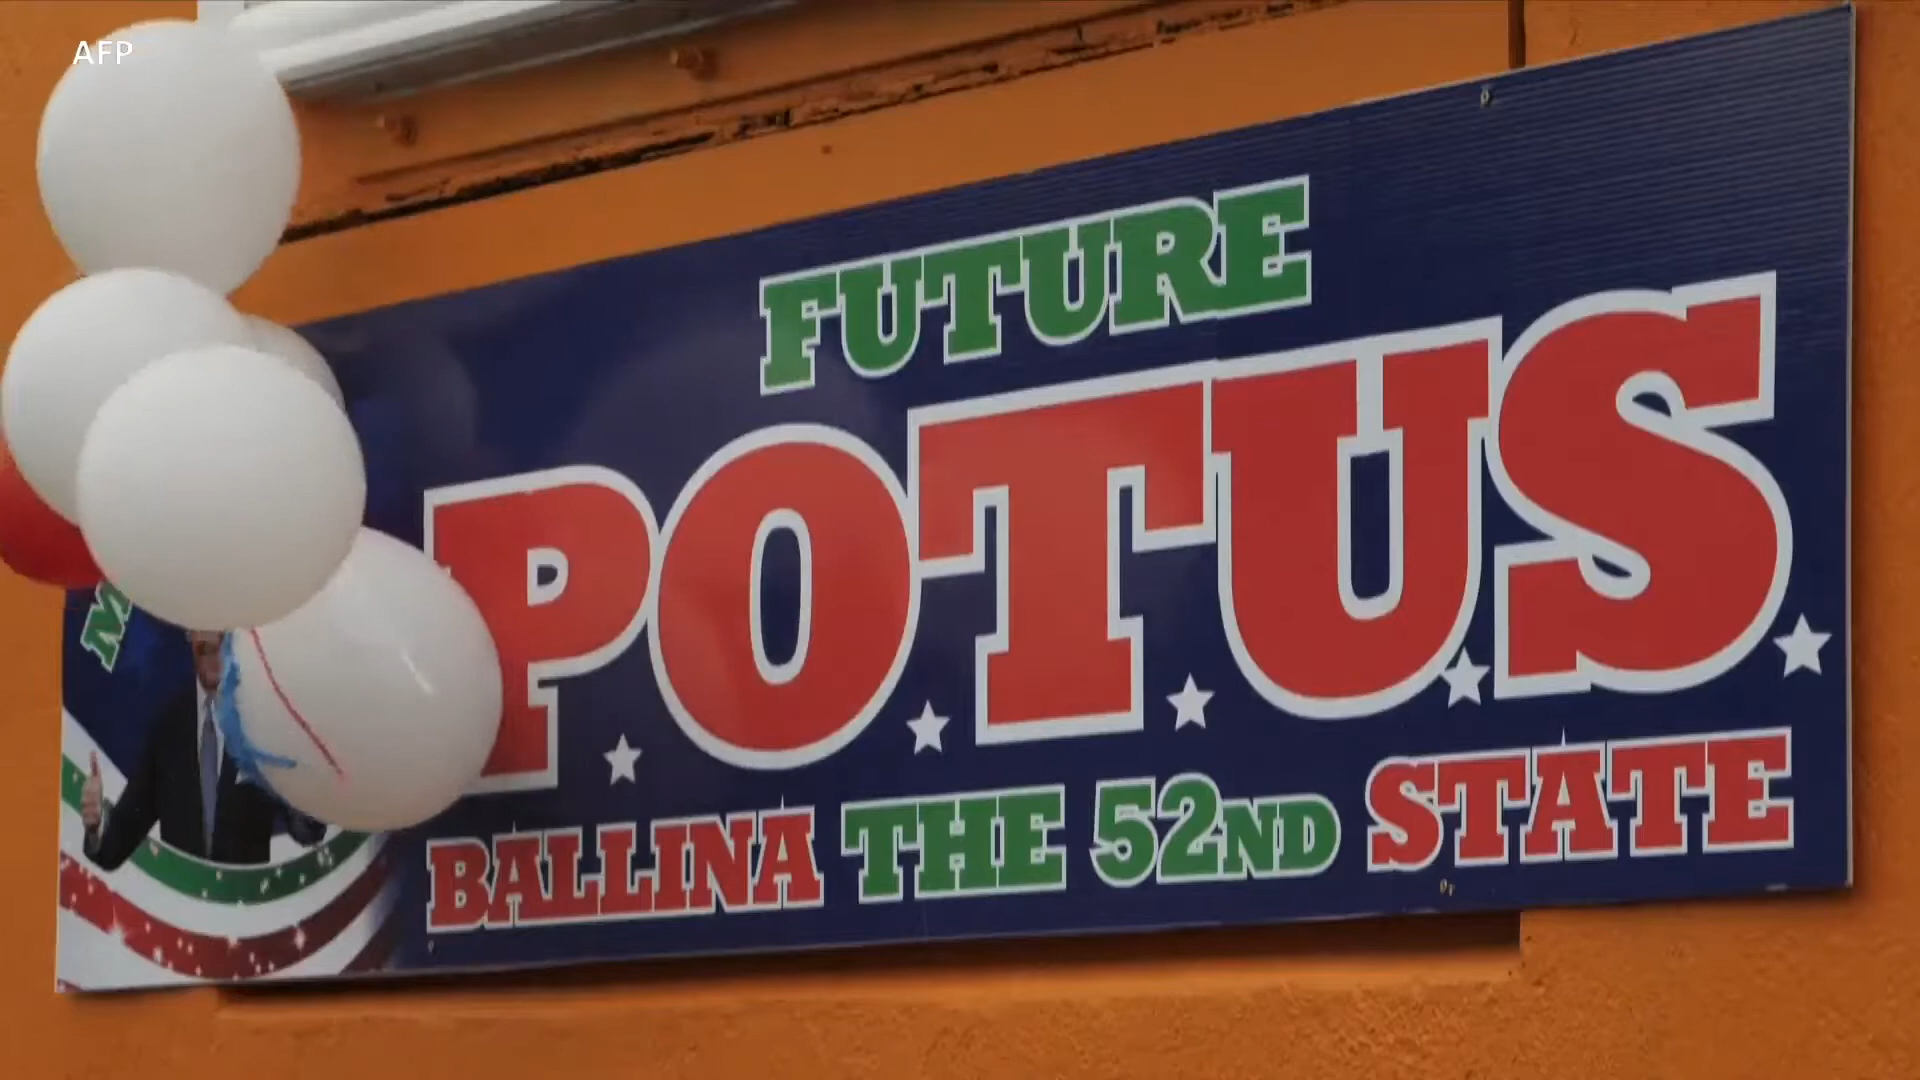 AFP
FUTURE
P.O.T.U.S.
BALLINA THE 52ND STATE